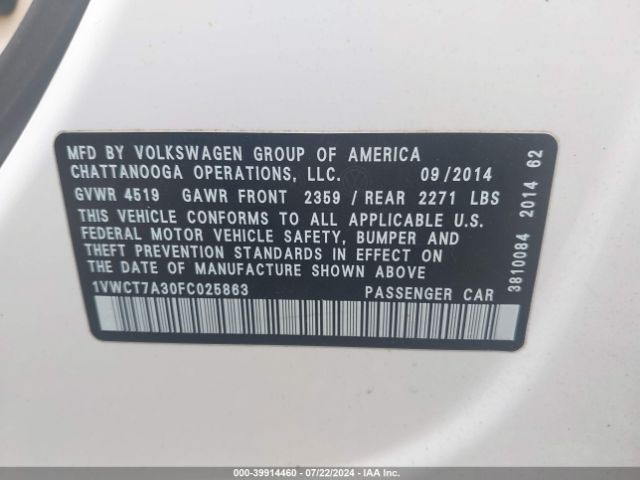 MFD BY VOLKSWAGEN GROUP OF AMERICA
CHATTANOOGA OPERATIONS, LLC. 09/2014
GVWR 4519 GAWR FRONT 2359 / REAR 2271 LBS
THIS VEHICLE CONFORMS TO ALL APPLICABLE U.S.
FEDERAL MOTOR VEHICLE SAFETY, BUMPER AND
THEFT PREVENTION STANDARDS IN EFFECT ON
THE DATE OF MANUFACTURE SHOWN ABOVE
1VWCT7A30FC025863 PASSENGER CAR
3810084 2014 62
000-39914460 - 07/22/2024 - IAA Inc.